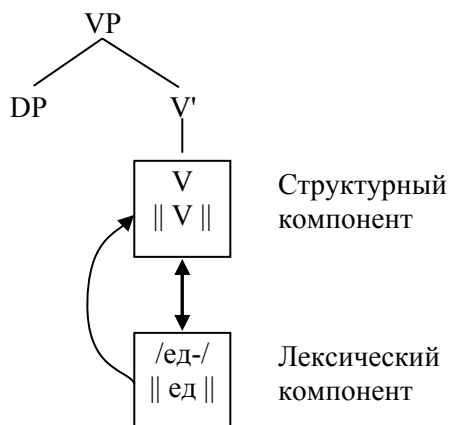 VP
DP V'
V
|| V ||
Структурный
компонент
/ед-/
|| ед ||
Лексический
компонент